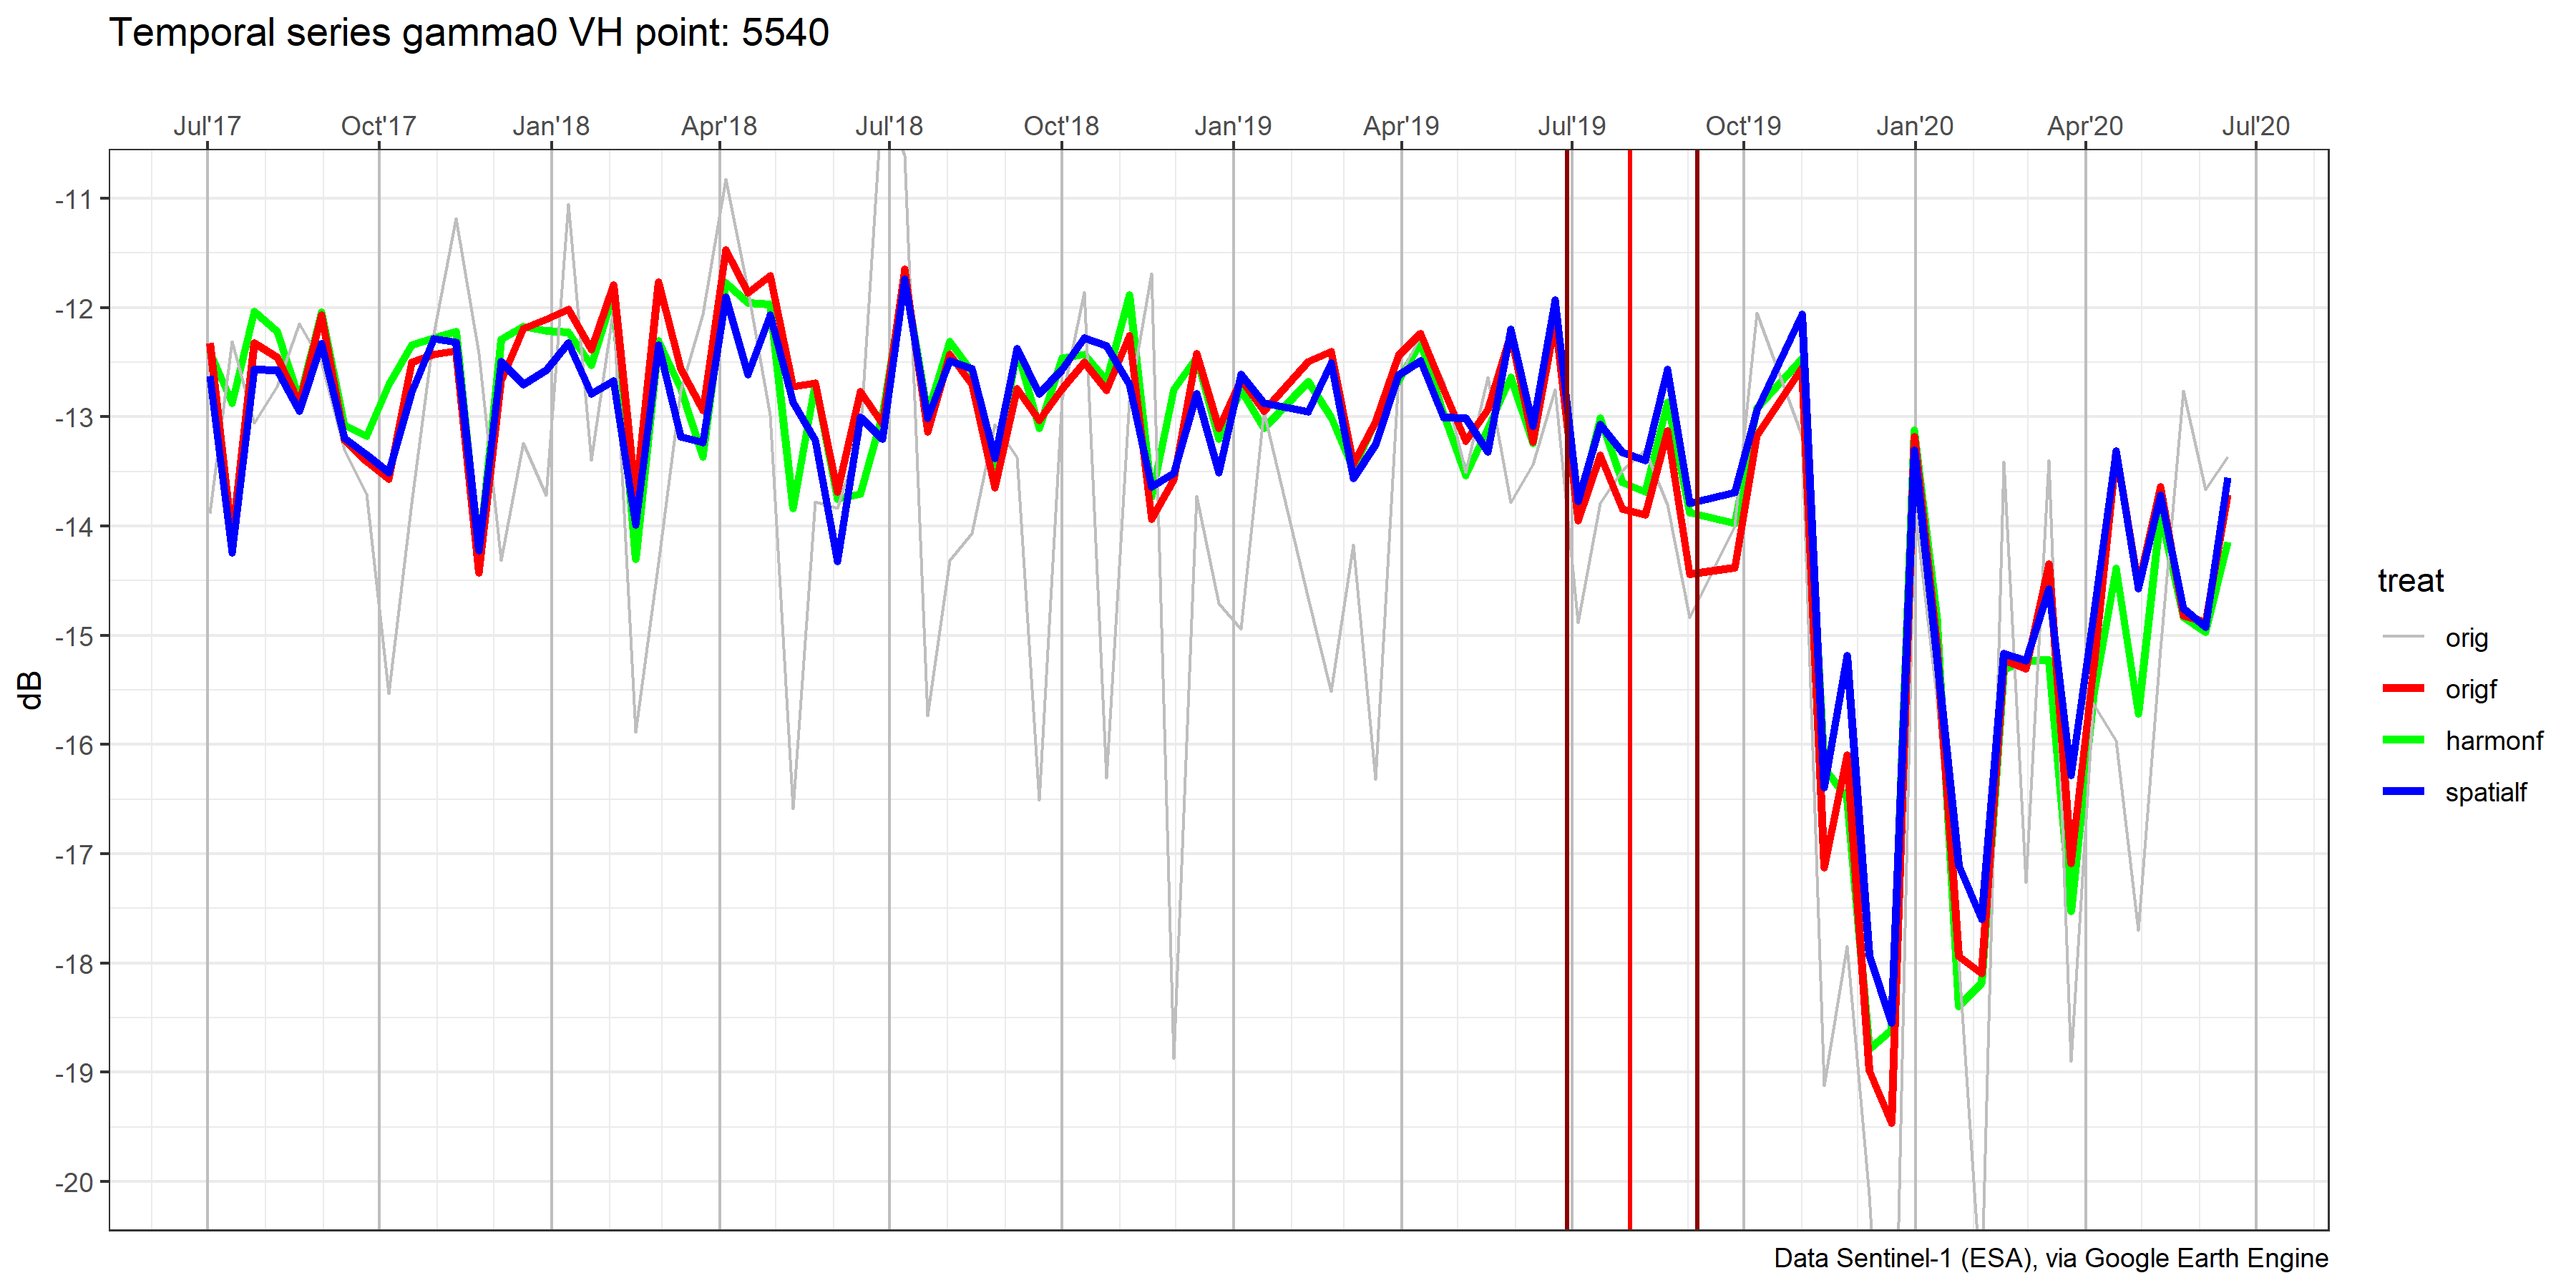 Temporal series gamma0 VH point: 5540
Jul'17 Oct'17 Jan'18 Apr'18 Jul'18 Oct'18 Jan'19 Apr'19 Jul'19 Oct'19 Jan'20 Apr'20 Jul'20
-11
-12
-13
-14
-15
-16
-17
-18
-19
-20
dB
treat
orig
origf
harmonf
spatialf
Data Sentinel-1 (ESA), via Google Earth Engine